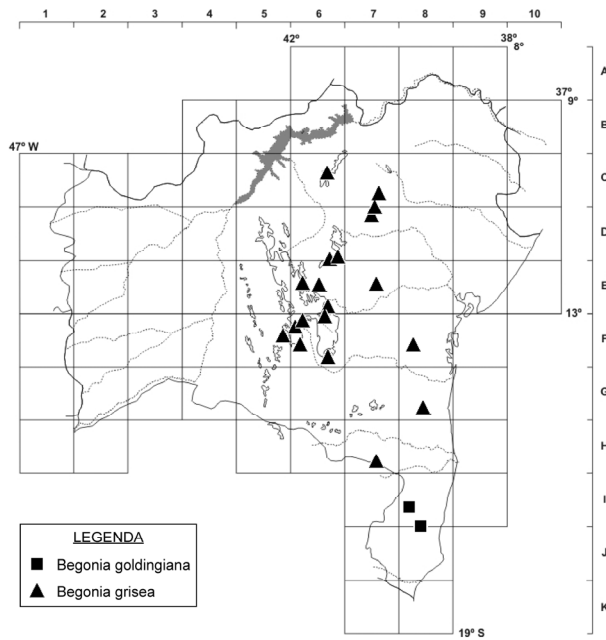 1 2 3 4 5 6 7 8 9 10
42° 38°
8°
A
37°
9°
B
47° W
C
D
E
13°
F
G
H
I
J
K
19° S
LEGENDA
Begonia goldingiana
Begonia grisea